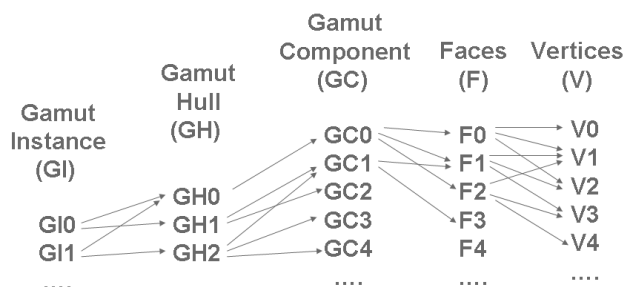 Gamut
Instance
(GI)
GI0
GI1
....
Gamut
Hull
(GH)
GH0
GH1
GH2
....
Gamut
Component
(GC)
GC0
GC1
GC2
GC3
GC4
....
Faces
(F)
F0
F1
F2
F3
F4
....
Vertices
(V)
V0
V1
V2
V3
V4
....